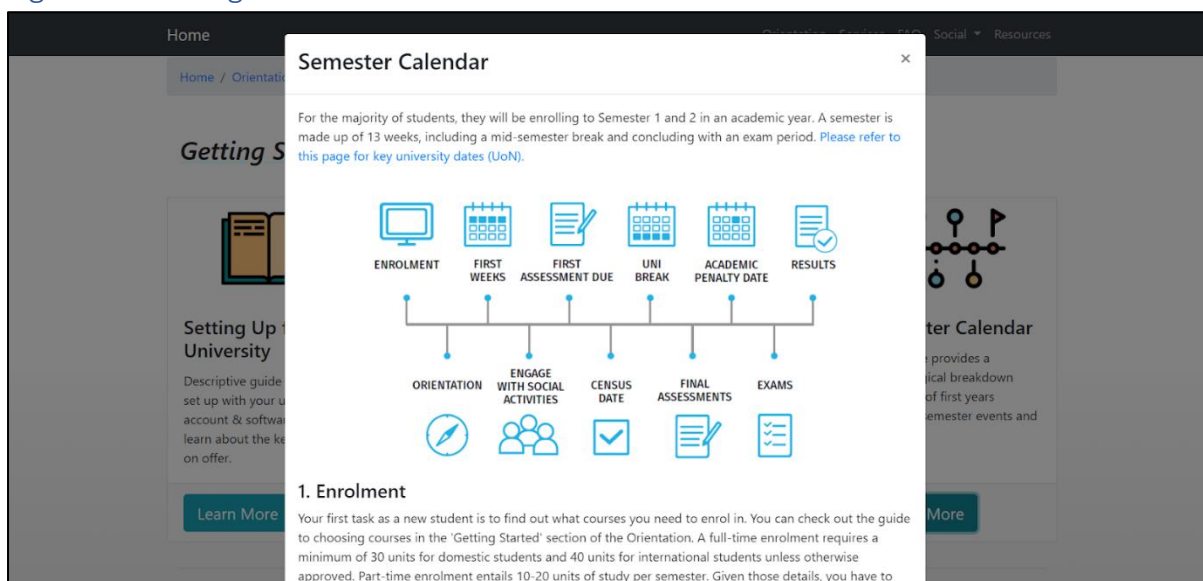 Home
Social
Resources
Home / Orientatio
Getting S
Semester Calendar
×
For the majority of students, they will be enrolling to Semester 1 and 2 in an academic year. A semester is
made up of 13 weeks, including a mid-semester break and concluding with an exam period. Please refer to
this page for key university dates (UoN).
ENROLMENT
FIRST
WEEKS
FIRST
ASSESSMENT DUE
UNI
BREAK
ACADEMIC
PENALTY DATE
RESULTS
ORIENTATION
ENGAGE
WITH SOCIAL
ACTIVITIES
CENSUS
DATE
FINAL
ASSESSMENTS
EXAMS
1. Enrolment
Your first task as a new student is to find out what courses you need to enrol in. You can check out the guide
to choosing courses in the 'Getting Started' section of the Orientation. A full-time enrolment requires a
minimum of 30 units for domestic students and 40 units for international students unless otherwise
approved. Part-time enrolment entails 10-20 units of study per semester. Given those details, you have to
Setting Up
University
Descriptive guide
set up with your u
account & softwa
learn about the ke
on offer.
Learn More
ter Calendar
provides a
gical breakdown
of first years
emester events and
More